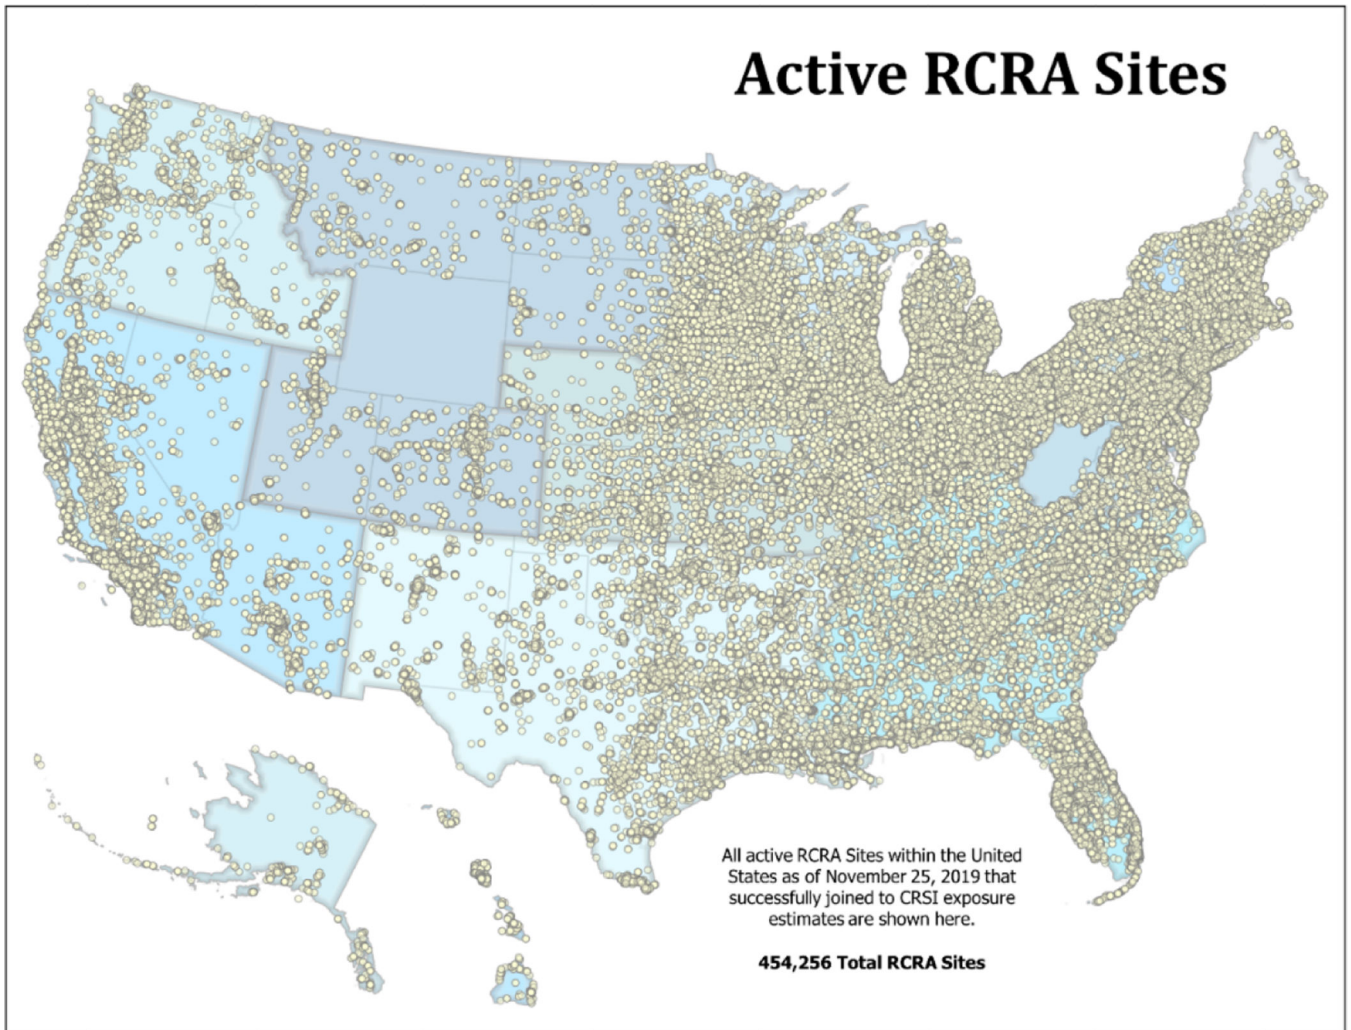 Active RCRA Sites
All active RCRA Sites within the United
States as of November 25, 2019 that
successfully joined to CRSI exposure
estimates are shown here.
454,256 Total RCRA Sites